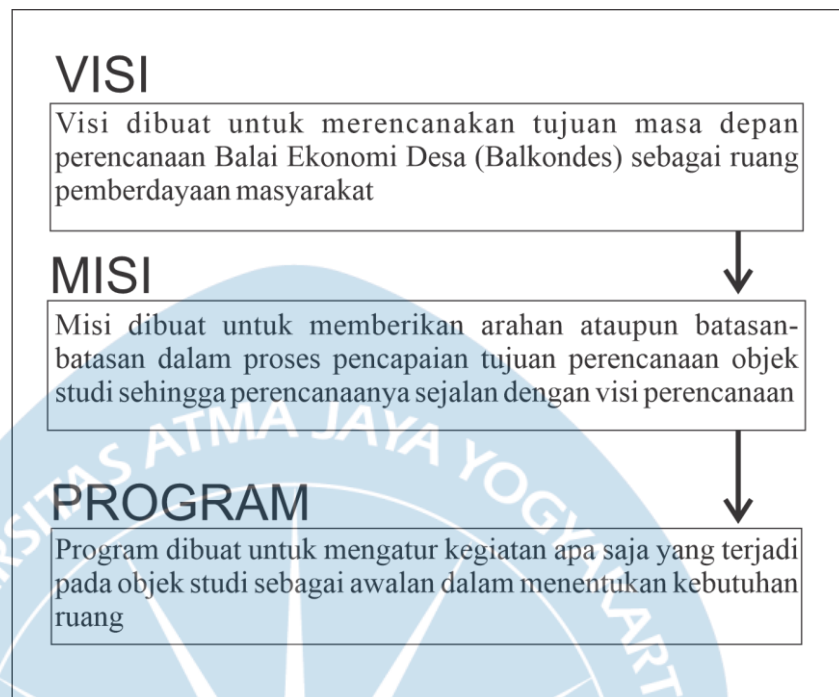 VISI
Visi dibuat untuk merencanakan tujuan masa depan
perencanaan Balai Ekonomi Desa (Balkondes) sebagai ruang
pemberdayaan masyarakat
MISI
Misi dibuat untuk memberikan arahan ataupun batasan-
batasan dalam proses pencapaian tujuan perencanaan objek
studi sehingga perencanaanya sejalan dengan visi perencanaan
ATMA JAYA
PROGRAM
Program dibuat untuk mengatur kegiatan apa saja yang terjadi
pada objek studi sebagai awalan dalam menentukan kebutuhan
ruang